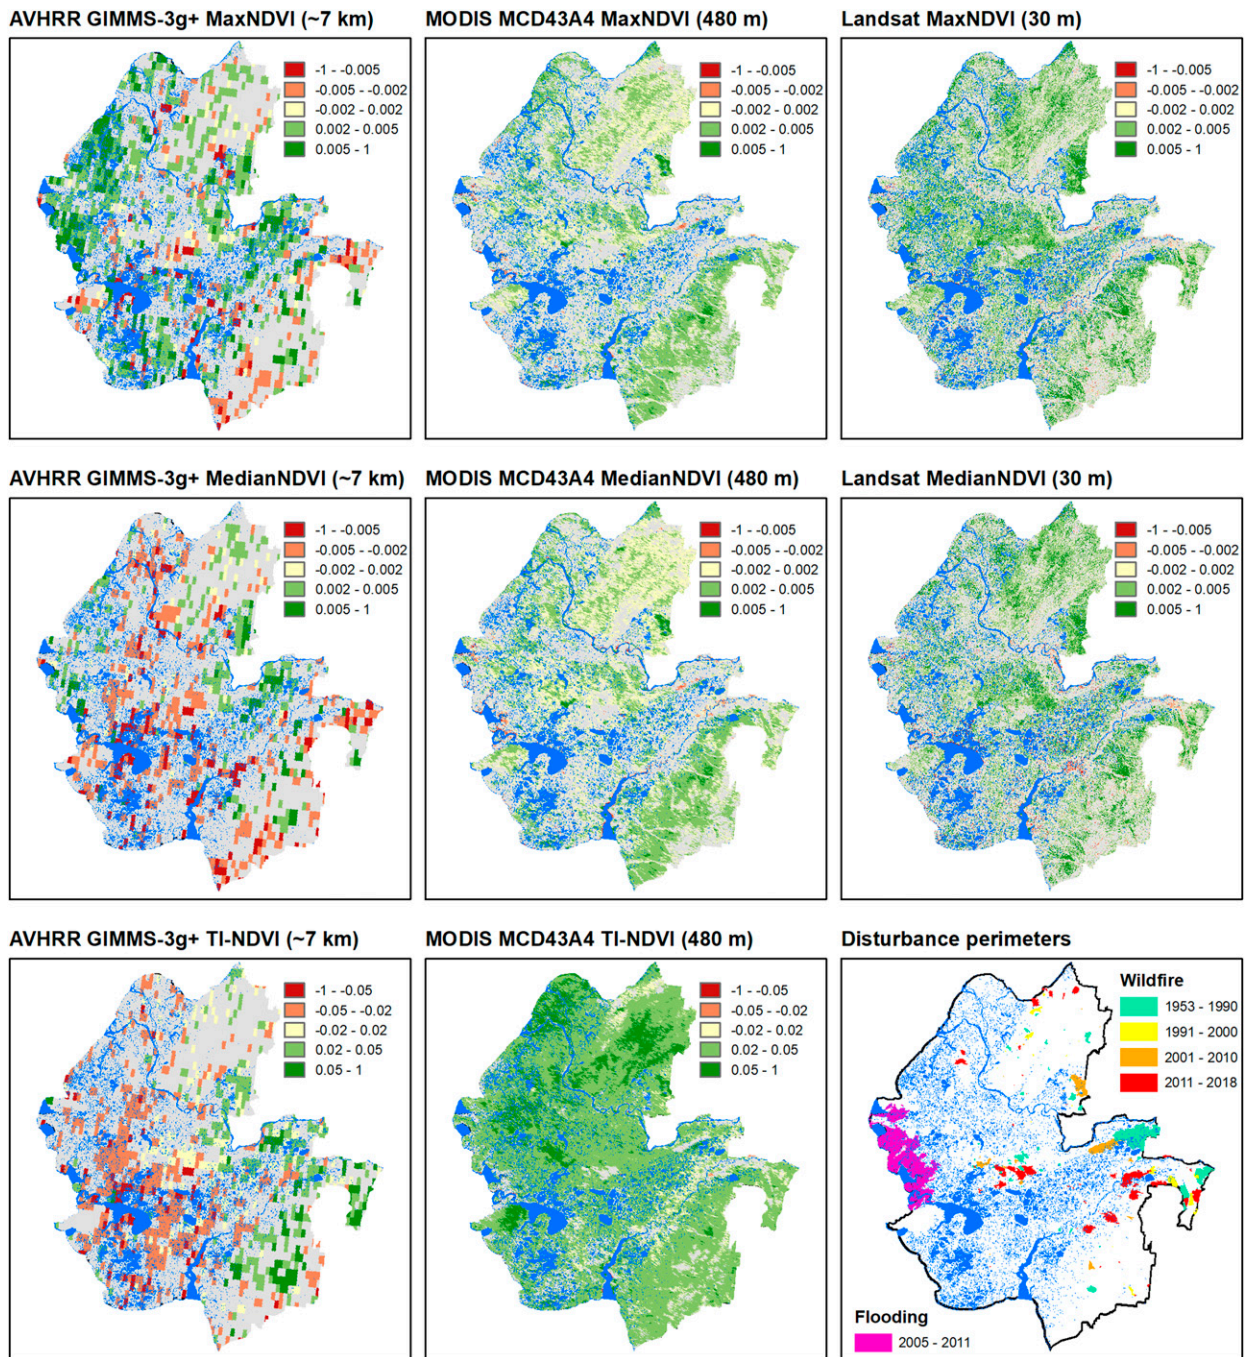 AVHRR GIMMS-3g+ MaxNDVI (~7 km)
-1 - -0.005
-0.005 - -0.002
-0.002 - 0.002
0.002 - 0.005
0.005 - 1
MODIS MCD43A4 MaxNDVI (480 m)
-1 - -0.005
-0.005 - -0.002
-0.002 - 0.002
0.002 - 0.005
0.005 - 1
Landsat MaxNDVI (30 m)
-1 - -0.005
-0.005 - -0.002
-0.002 - 0.002
0.002 - 0.005
0.005 - 1
AVHRR GIMMS-3g+ MedianNDVI (~7 km)
-1 - -0.005
-0.005 - -0.002
-0.002 - 0.002
0.002 - 0.005
0.005 - 1
MODIS MCD43A4 MedianNDVI (480 m)
-1 - -0.005
-0.005 - -0.002
-0.002 - 0.002
0.002 - 0.005
0.005 - 1
Landsat MedianNDVI (30 m)
-1 - -0.005
-0.005 - -0.002
-0.002 - 0.002
0.002 - 0.005
0.005 - 1
AVHRR GIMMS-3g+ TI-NDVI (~7 km)
-1 - -0.05
-0.05 - -0.02
-0.02 - 0.02
0.02 - 0.05
0.05 - 1
MODIS MCD43A4 TI-NDVI (480 m)
-1 - -0.05
-0.05 - -0.02
-0.02 - 0.02
0.02 - 0.05
0.05 - 1
Disturbance perimeters
Wildfire
1953 - 1990
1991 - 2000
2001 - 2010
2011 - 2018
Flooding
2005 - 2011